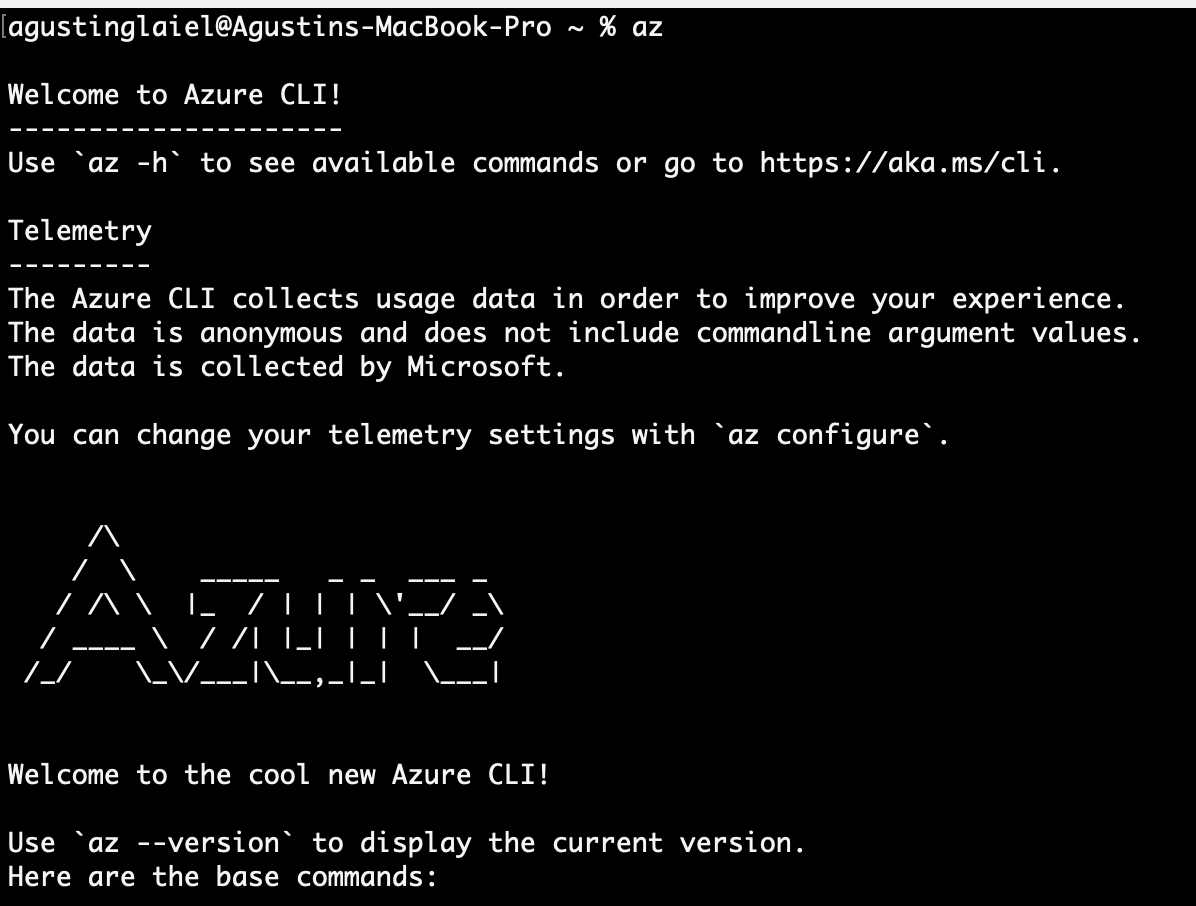 [agustinglaiel@Agustins-MacBook-Pro ~ % az
Welcome to Azure CLI!
---------------------
Use `az -h` to see available commands or go to https://aka.ms/cli.
Telemetry
---------
The Azure CLI collects usage data in order to improve your experience.
The data is anonymous and does not include commandline argument values.
The data is collected by Microsoft.
You can change your telemetry settings with `az configure`.
     /\
    /  \    _____   _ _  ___ _
   / /\ \  |_  / | | | \'__/ _\
  / ____ \  / /| |_| | | |  __/
 /_/    \_\/___|\__,_|_|  \___|
Welcome to the cool new Azure CLI!
Use `az --version` to display the current version.
Here are the base commands: